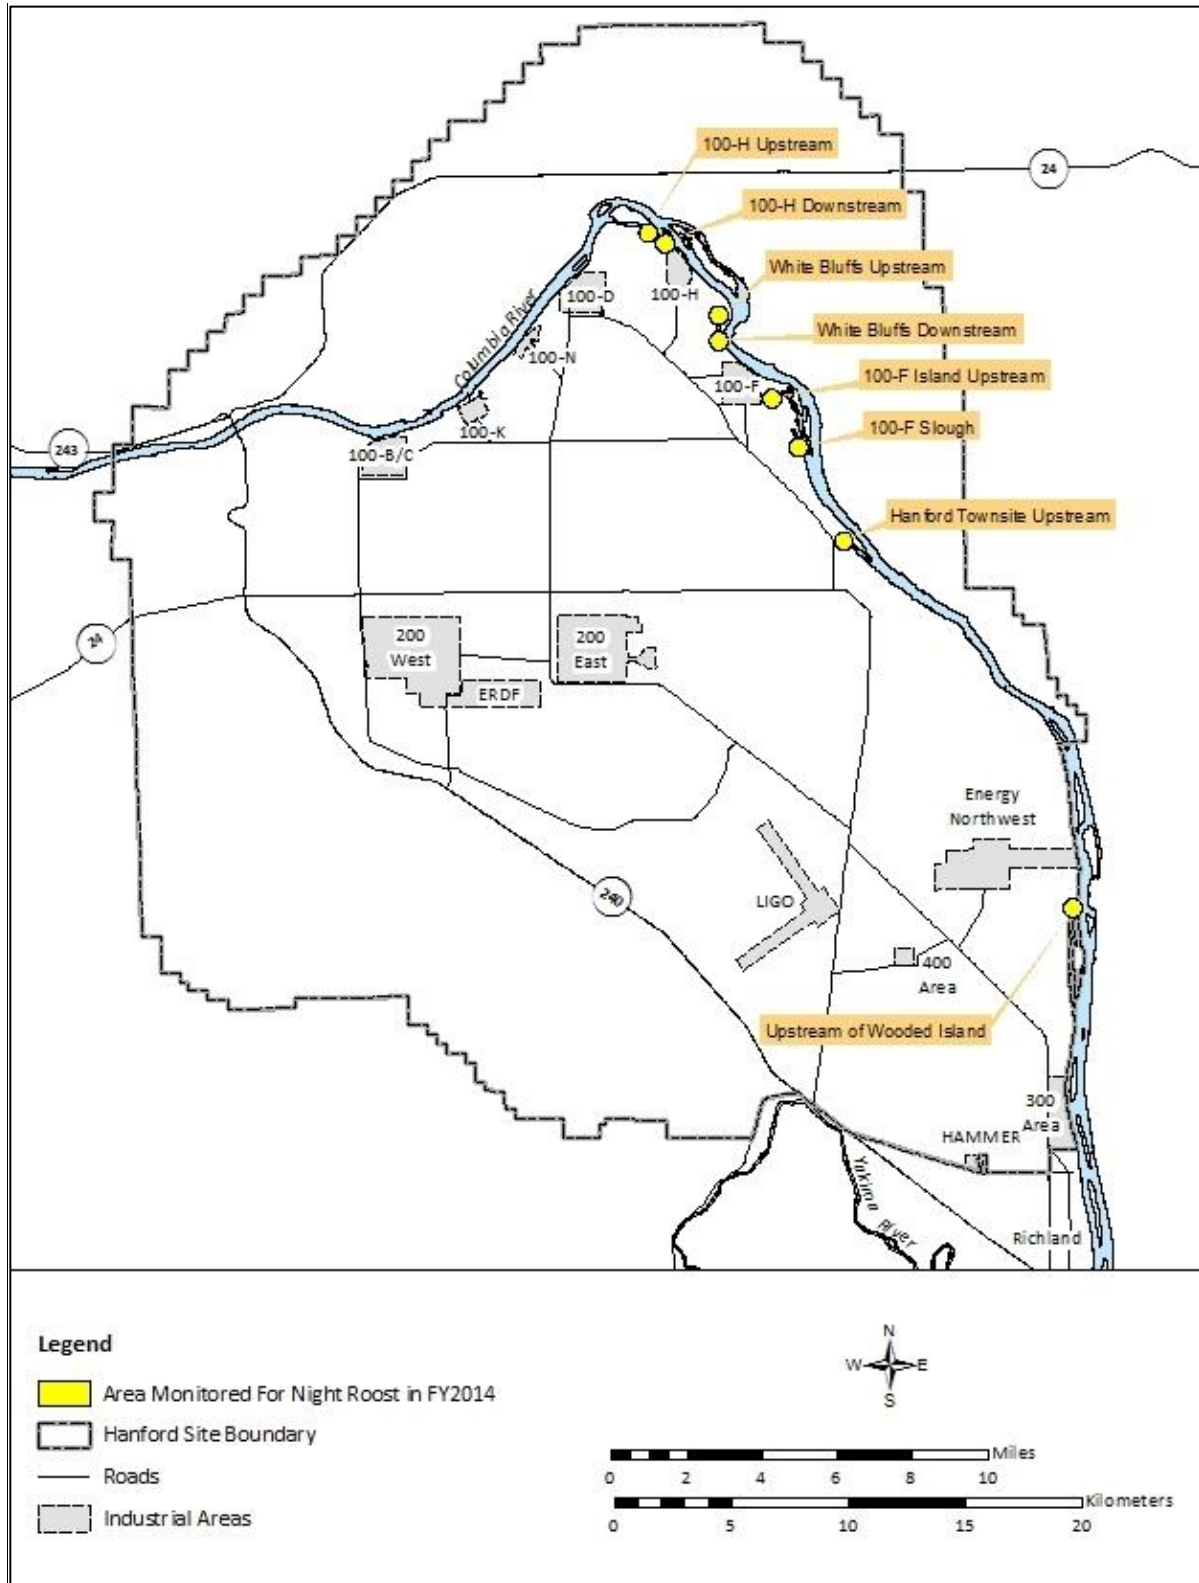 100-H Upstream
24
100-H Downstream
White Bluffs Upstream
100-D
100-H
Columbia River
White Bluffs Downstream
100-N
100-F
100-F Island Upstream
100-K
100-F Slough
243
100-B/C
Hanford Townsite Upstream
24
200
West
200
East
ERDF
Energy
Northwest
240
LIGO
400
Area
Upstream of Wooded Island
300
Area
HAMMER
Yakima
River
Richland
Legend
Area Monitored For Night Roost in FY2014
Hanford Site Boundary
Roads
Industrial Areas
N
W E
S
Miles
0 2 4 6 8 10
Kilometers
0 5 10 15 20